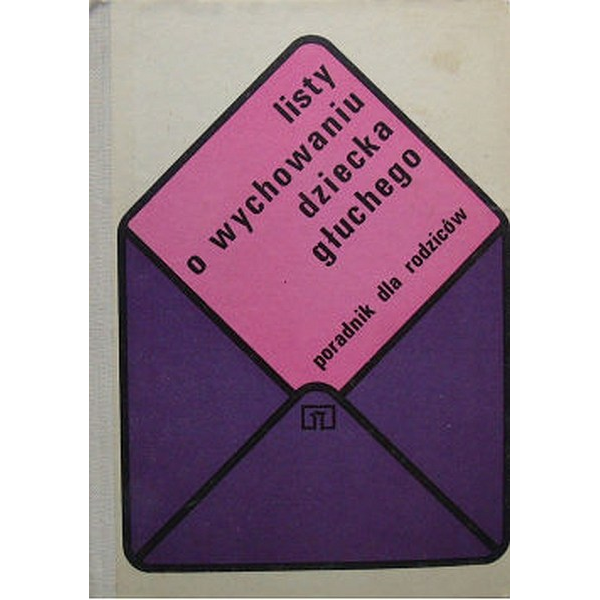 listy
o wychowaniu
dziecka
głuchego
poradnik dla rodziców